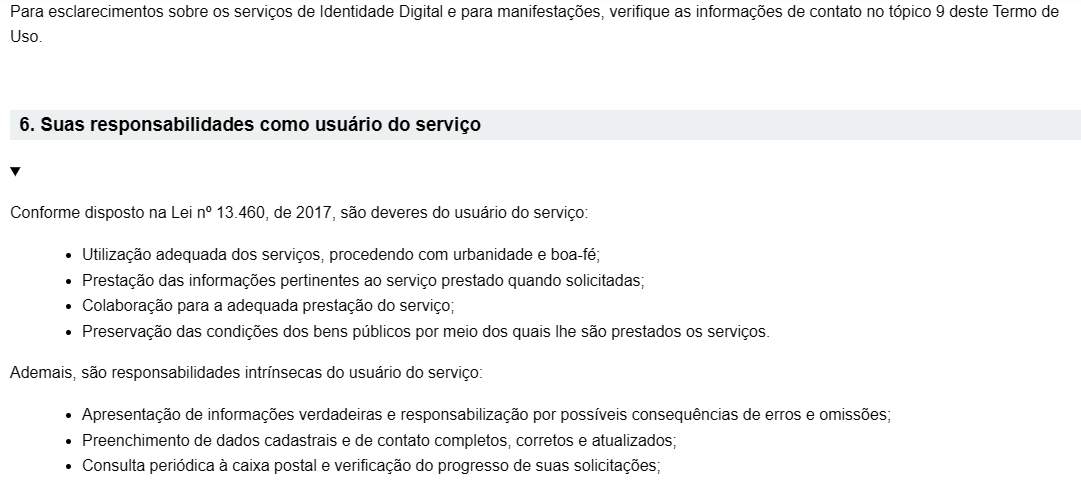 Para esclarecimentos sobre os serviços de Identidade Digital e para manifestações, verifique as informações de contato no tópico 9 deste Termo de
Uso.
6. Suas responsabilidades como usuário do serviço
Conforme disposto na Lei nº 13.460, de 2017, são deveres do usuário do serviço:
• Utilização adequada dos serviços, procedendo com urbanidade e boa-fé;
• Prestação das informações pertinentes ao serviço prestado quando solicitadas;
• Colaboração para a adequada prestação do serviço;
• Preservação das condições dos bens públicos por meio dos quais lhe são prestados os serviços.
Ademais, são responsabilidades intrínsecas do usuário do serviço:
• Apresentação de informações verdadeiras e responsabilização por possíveis consequências de erros e omissões;
• Preenchimento de dados cadastrais e de contato completos, corretos e atualizados;
• Consulta periódica à caixa postal e verificação do progresso de suas solicitações;